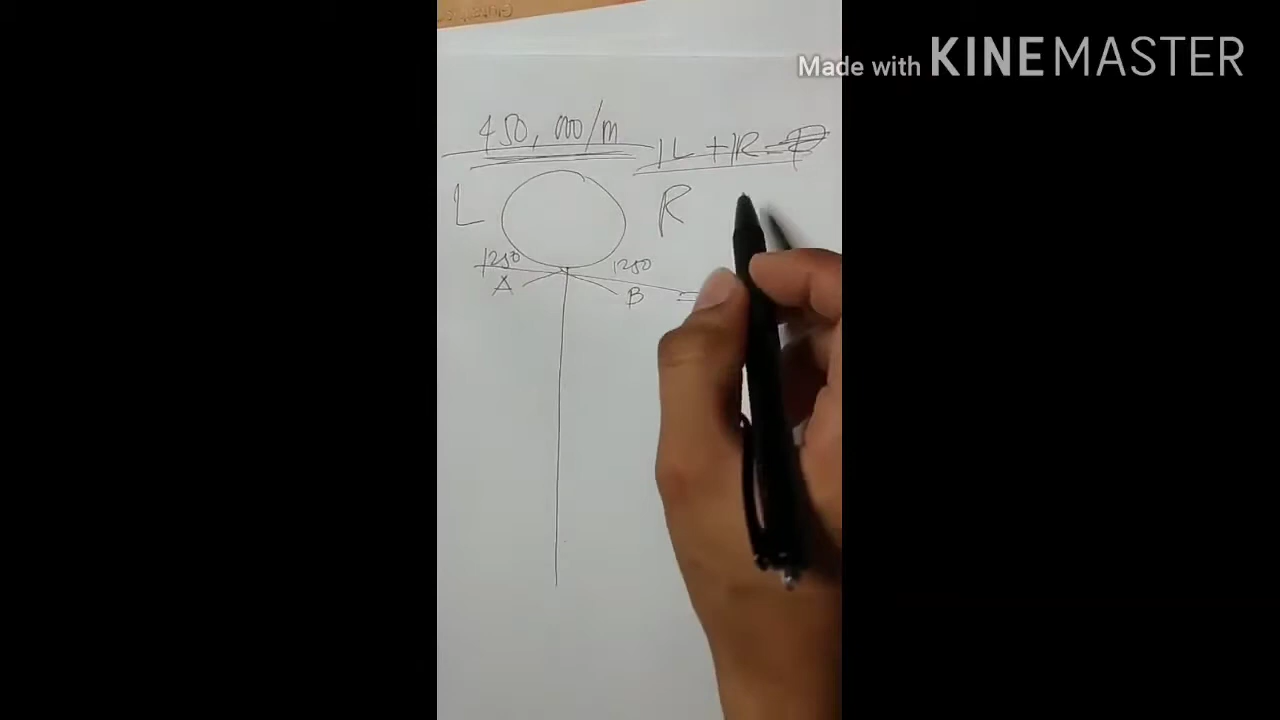 Made with KINEMASTER
450,000/m
1L + 1R =
L
R
1250
1250
A
B